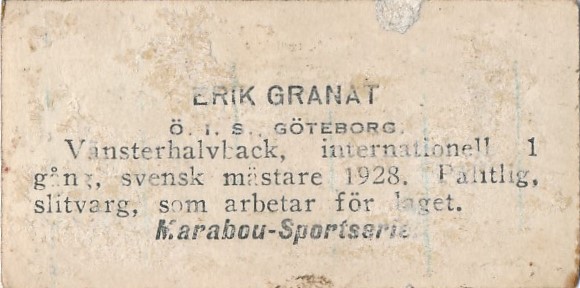 ERIK GRANAT
Ö. I. S., GÖTEBORG.
Vänsterhalvback, internationell 1
gång, svensk mästare 1928. Pålitlig,
slitvarg, som arbetar för laget.
Karabou-Sportserie